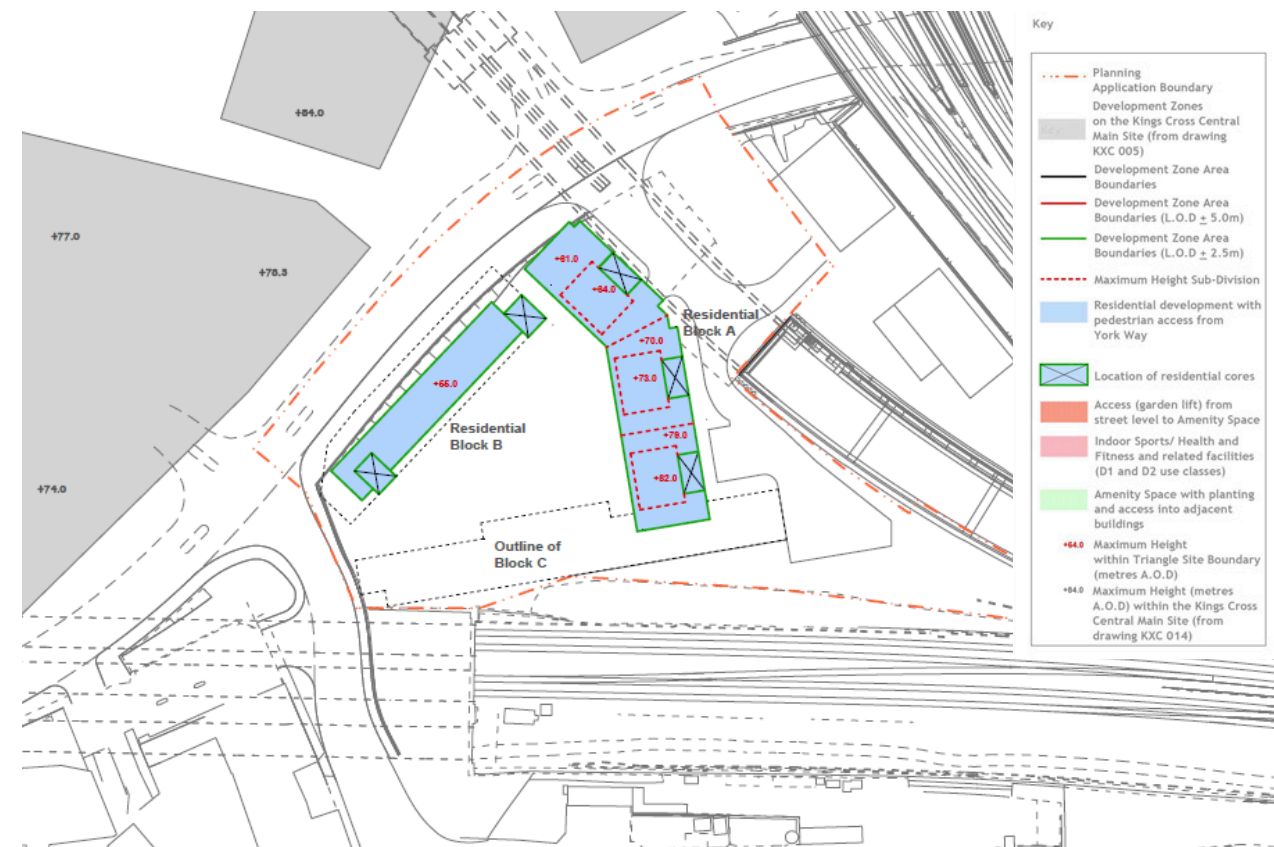 +84.0
+77.0
+78.3
+74.0
+61.0
+64.0
Residential
Block A
+70.0
+73.0
+79.0
+82.0
+55.0
Residential
Block B
Outline of
Block C
Key
Planning
Application Boundary
Development Zones
on the Kings Cross Central
Main Site (from drawing
KXC 005)
Key
Development Zone Area
Boundaries
Development Zone Area
Boundaries (L.O.D ± 5.0m)
Development Zone Area
Boundaries (L.O.D ± 2.5m)
Maximum Height Sub-Division
Residential development with
pedestrian access from
York Way
Location of residential cores
Access (garden lift) from
street level to Amenity Space
Indoor Sports/ Health and
Fitness and related facilities
(D1 and D2 use classes)
Amenity Space with planting
and access into adjacent
buildings
+64.0 Maximum Height
within Triangle Site Boundary
(metres A.O.D)
+84.0 Maximum Height (metres
A.O.D) within the Kings Cross
Central Main Site (from
drawing KXC 014)